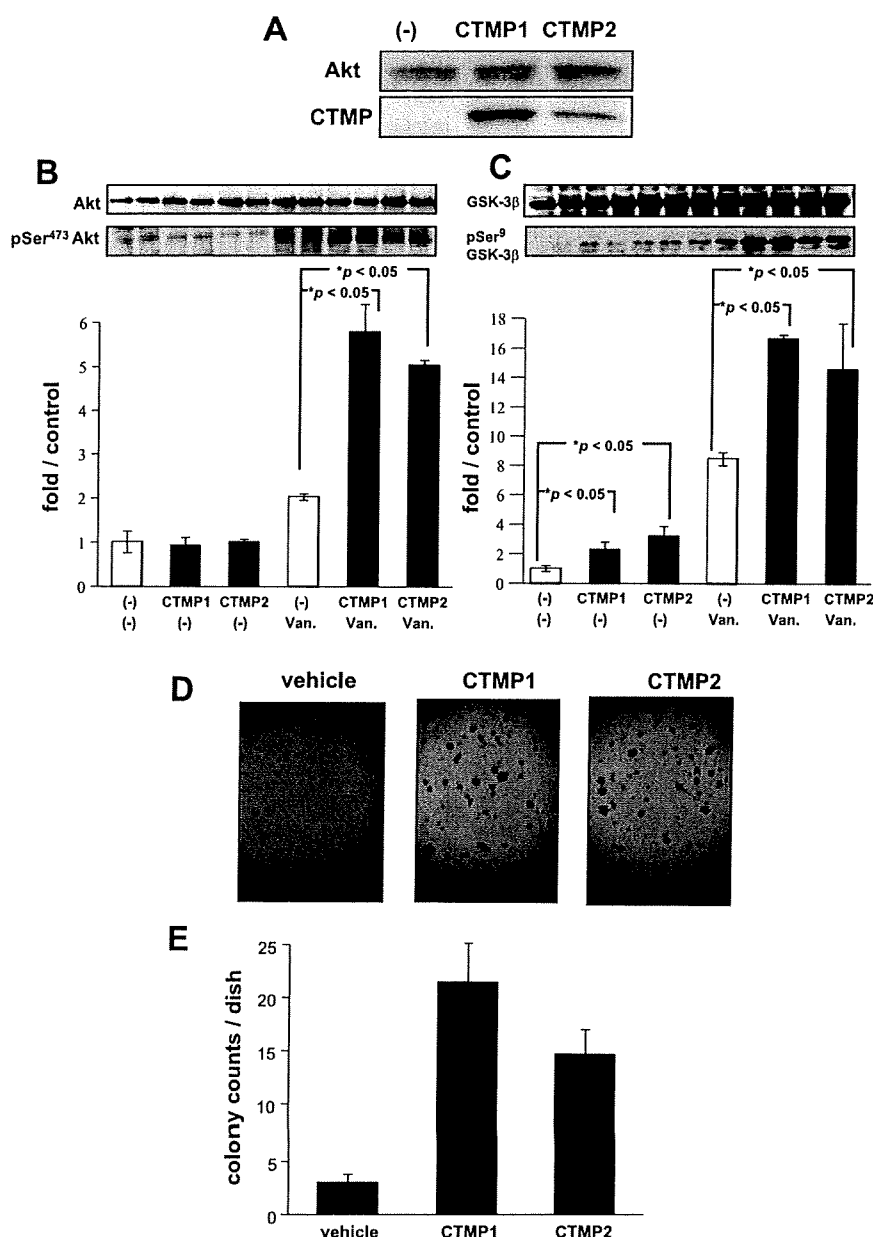 A
(-) CTMP1 CTMP2
Akt
CTMP
B
Akt
pSer473 Akt
*p < 0.05
*p < 0.05
6
5
4
3
2
1
0
fold / control
(-) CTMP1 CTMP2 (-) CTMP1 CTMP2
(-) (-) (-) Van. Van. Van.
C
GSK-3β
pSer9
GSK-3β
*p < 0.05
*p < 0.05
*p < 0.05
*p < 0.05
18
16
14
12
10
8
6
4
2
0
fold / control
(-) CTMP1 CTMP2 (-) CTMP1 CTMP2
(-) (-) (-) Van. Van. Van.
D
vehicle CTMP1 CTMP2
E
25
20
15
10
5
0
colony counts / dish
vehicle CTMP1 CTMP2